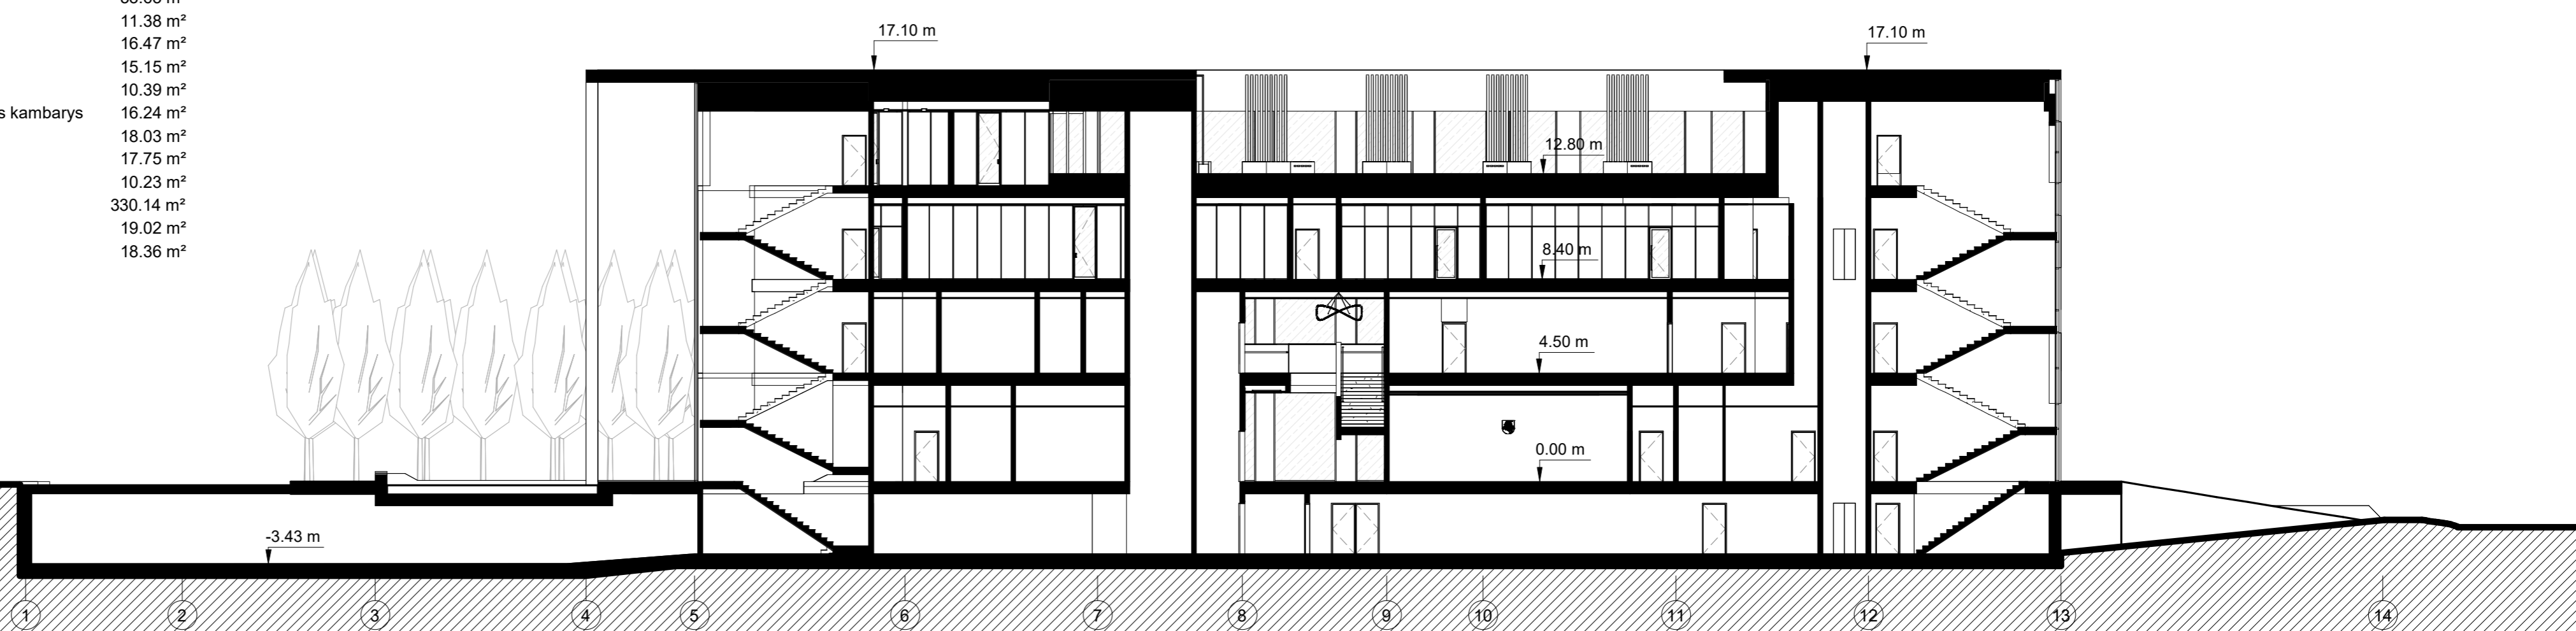 11.38 m²
16.47 m²
15.15 m²
10.39 m²
s kambarys 16.24 m²
18.03 m²
17.75 m²
10.23 m²
330.14 m²
19.02 m²
18.36 m²
17.10 m
17.10 m
12.80 m
8.40 m
4.50 m
0.00 m
-3.43 m
1 2 3 4 5 6 7 8 9 10 11 12 13 14